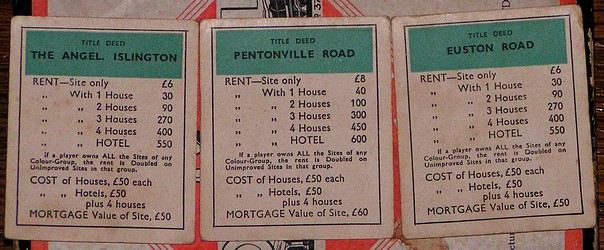 TITLE DEED
THE ANGEL. ISLINGTON
RENT—Site only £6
„ With 1 House 30
„ „ 2 Houses 90
„ „ 3 Houses 270
„ „ 4 Houses 400
„ „ HOTEL 550
If a player owns ALL the Sites of any
Colour-Group, the rent is Doubled on
Unimproved Sites in that group.
COST of Houses, £50 each
„ „ Hotels, £50
plus 4 houses
MORTGAGE Value of Site, £50
TITLE DEED
PENTONVILLE ROAD
RENT—Site only £8
„ With 1 House 40
„ „ 2 Houses 100
„ „ 3 Houses 300
„ „ 4 Houses 450
„ „ HOTEL 600
If a player owns ALL the Sites of any
Colour-Group, the rent is Doubled on
Unimproved Sites in that group.
COST of Houses, £50 each
„ „ Hotels, £50
plus 4 houses
MORTGAGE Value of Site, £60
TITLE DEED
EUSTON ROAD
RENT—Site only £6
„ With 1 House 30
„ „ 2 Houses 90
„ „ 3 Houses 270
„ „ 4 Houses 400
„ „ HOTEL 550
If a player owns ALL the Sites of any
Colour-Group, the rent is Doubled on
Unimproved Sites in that group.
COST of Houses, £50 each
„ „ Hotels, £50
plus 4 houses
MORTGAGE Value of Site, £50